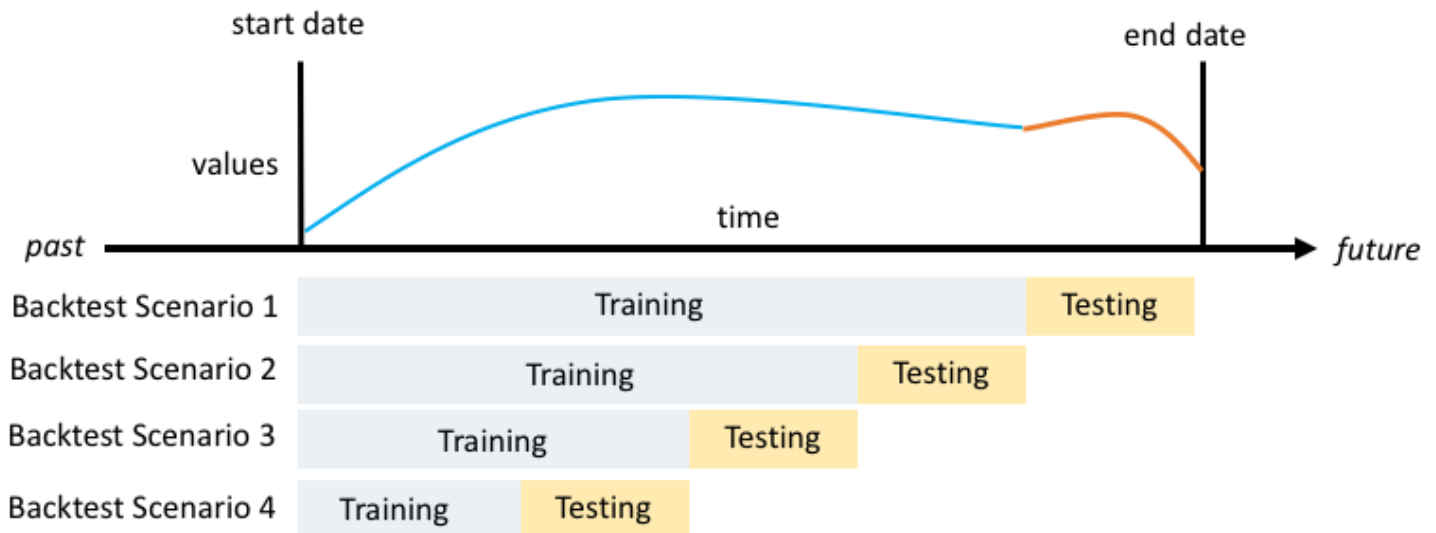 start date
end date
values
time
past
future
Backtest Scenario 1
Training
Testing
Backtest Scenario 2
Training
Testing
Backtest Scenario 3
Training
Testing
Backtest Scenario 4
Training
Testing